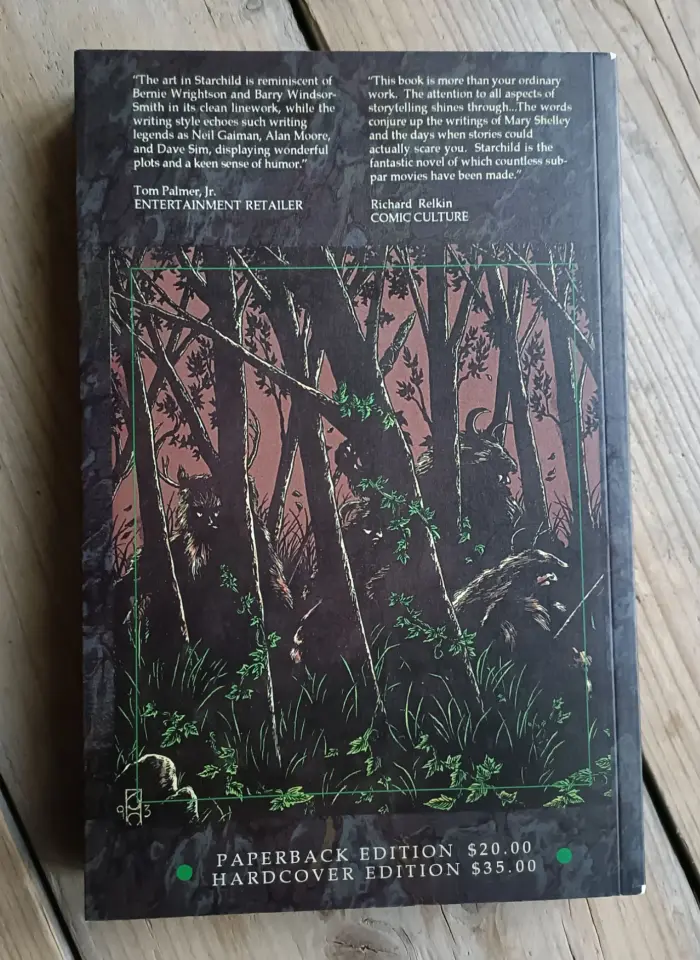 "The art in Starchild is reminiscent of
Bernie Wrightson and Barry Windsor-
Smith in its clean linework, while the
writing style echoes such writing
legends as Neil Gaiman, Alan Moore,
and Dave Sim, displaying wonderful
plots and a keen sense of humor."
Tom Palmer, Jr.
ENTERTAINMENT RETAILER
"This book is more than your ordinary
work. The attention to all aspects of
storytelling shines through...The words
conjure up the writings of Mary Shelley
and the days when stories could
actually scare you. Starchild is the
fantastic novel of which countless sub-
par movies have been made."
Richard Relkin
COMIC CULTURE
9 3
PAPERBACK EDITION $20.00
HARDCOVER EDITION $35.00